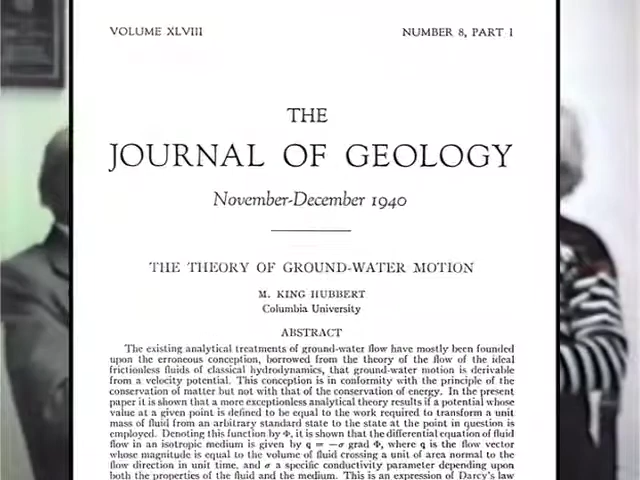 VOLUME XLVIII NUMBER 8, PART 1
THE
JOURNAL OF GEOLOGY
November-December 1940
THE THEORY OF GROUND-WATER MOTION
M. KING HUBBERT
Columbia University
ABSTRACT
The existing analytical treatments of ground-water flow have mostly been founded
upon the erroneous conception, borrowed from the theory of the flow of the ideal
frictionless fluids of classical hydrodynamics, that ground-water motion is derivable
from a velocity potential. This conception is in conformity with the principle of the
conservation of matter but not with that of the conservation of energy. In the present
paper it is shown that a more exceptionless analytical theory results if a potential whose
value at a given point is defined to be equal to the work required to transform a unit
mass of fluid from an arbitrary standard state to the state at the point in question is
employed. Denoting this function by Φ, it is shown that the differential equation of fluid
flow in an isotropic medium is given by q = −σ grad Φ, where q is the flow vector
whose magnitude is equal to the volume of fluid crossing a unit of area normal to the
flow direction in unit time, and σ a specific conductivity parameter depending upon
both the properties of the fluid and the medium. This is an expression of Darcy's law